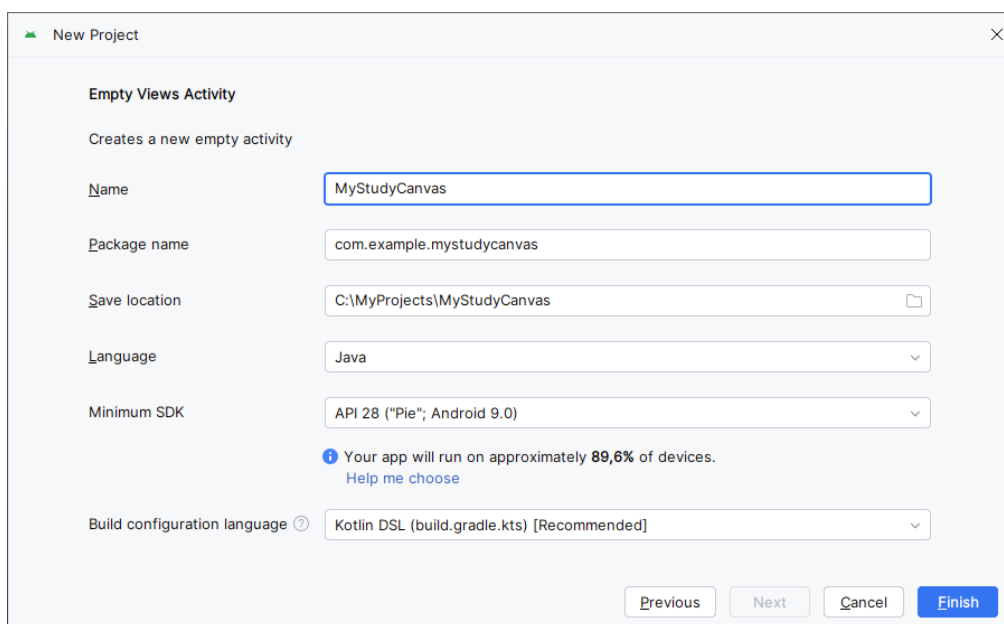 New Project
Empty Views Activity
Creates a new empty activity
Name MyStudyCanvas
Package name com.example.mystudycanvas
Save location C:\MyProjects\MyStudyCanvas
Language Java
Minimum SDK API 28 ("Pie"; Android 9.0)
Your app will run on approximately 89,6% of devices.
Help me choose
Build configuration language ? Kotlin DSL (build.gradle.kts) [Recommended]
Previous Next Cancel Finish